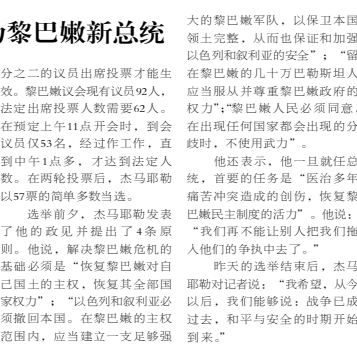 为黎巴嫩新总统
分之二的议员出席投票才能生
效。黎巴嫩议会现有议员92人，
法定出席投票人数需要62人。
在预定上午11点开会时，到会
议员仅53名，经过作工作，直
到中午1点多，才达到法定人
数。在两轮投票后，杰马耶勒
以57票的简单多数当选。
选举前夕，杰马耶勒发表
了他的政见并提出了4条原
则。他说，解决黎巴嫩危机的
基础必须是“恢复黎巴嫩对自
己国土的主权，恢复其全部国
家权力”；“以色列和叙利亚必
须撤回本国。在黎巴嫩的主权
范围内，应当建立一支足够强
大的黎巴嫩军队，以保卫本国
领土完整，从而也保证和加强
以色列和叙利亚的安全”；“留
在黎巴嫩的几十万巴勒斯坦人
应当服从并尊重黎巴嫩政府的
权力”；“黎巴嫩人民必须同意，
在出现任何国家都会出现的分
歧时，不使用武力”。
他还表示，他一旦就任总
统，首要的任务是“医治多年
痛苦冲突造成的创伤，恢复黎
巴嫩民主制度的活力”。他说：
“我们再不能让别人把我们拖
入他们的争执中去了。”
昨天的选举结束后，杰马
耶勒对记者说：“我希望，从今
以后，我们能够说：战争已成
过去，和平与安全的时期开始
到来。”